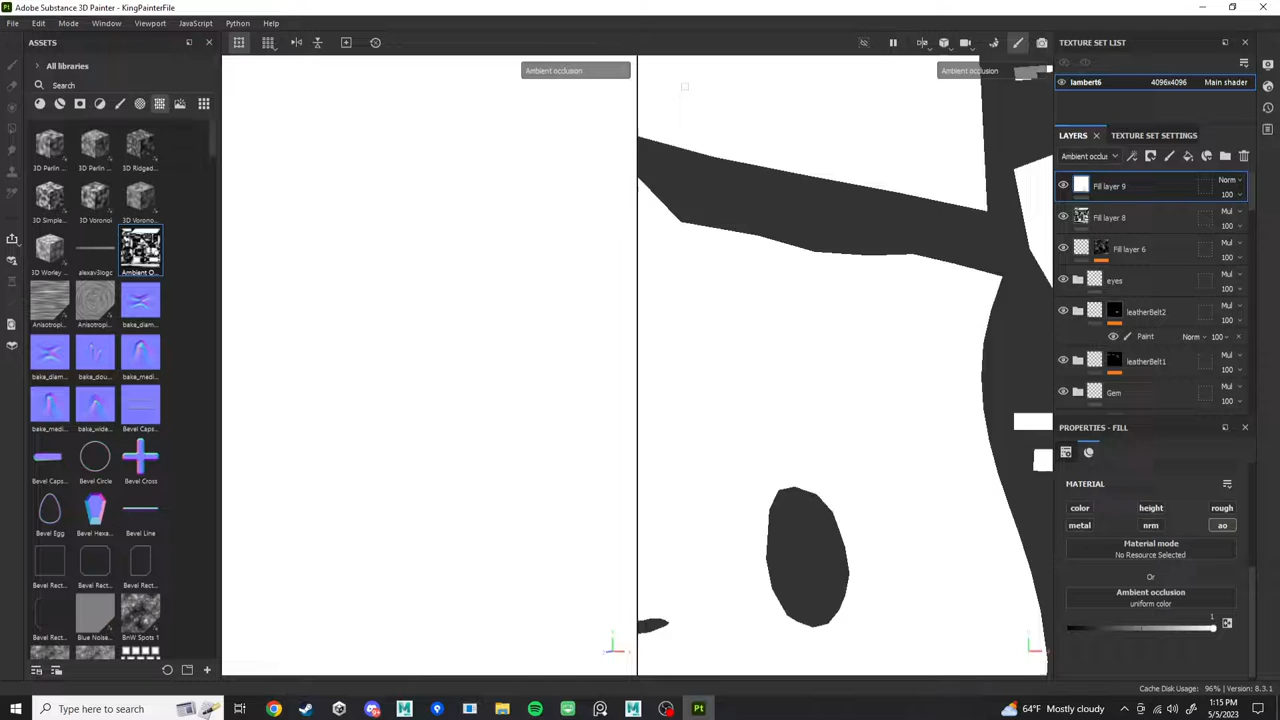 Adobe Substance 3D Painter - KingPainterFile
File Edit Mode Window Viewport JavaScript Python Help
ASSETS
All libraries
Search
3D Perlin ... 3D Perlin ... 3D Ridged...
3D Simple... 3D Voronoi 3D Vorono...
3D Worley ... alexav3logc Ambient O...
Anisotropi... Anisotropi... bake_diam...
bake_diam... bake_dou... bake_medi...
bake_medi... bake_wide... Bevel Caps...
Bevel Caps... Bevel Circle Bevel Cross
Bevel Egg Bevel Hexa... Bevel Line
Bevel Rect... Bevel Rect... Bevel Rect...
Bevel Rect... Blue Noise... BnW Spots 1
Ambient occlusion
Ambient occlusion
TEXTURE SET LIST
lambert6 4096x4096 Main shader
LAYERS TEXTURE SET SETTINGS
Ambient occlus
Fill layer 9 Norm 100
Fill layer 8 Mul 100
Fill layer 6 Mul 100
eyes Mul 100
leatherBelt2 Mul 100
Paint Norm 100
leatherBelt1 Mul 100
Gem Mul 100
PROPERTIES - FILL
MATERIAL
color height rough
metal nrm ao
Material mode
No Resource Selected
Or
Ambient occlusion
uniform color
1
Cache Disk Usage: 96% | Version: 8.3.1
Type here to search
64°F Mostly cloudy
1:15 PM
5/5/2023